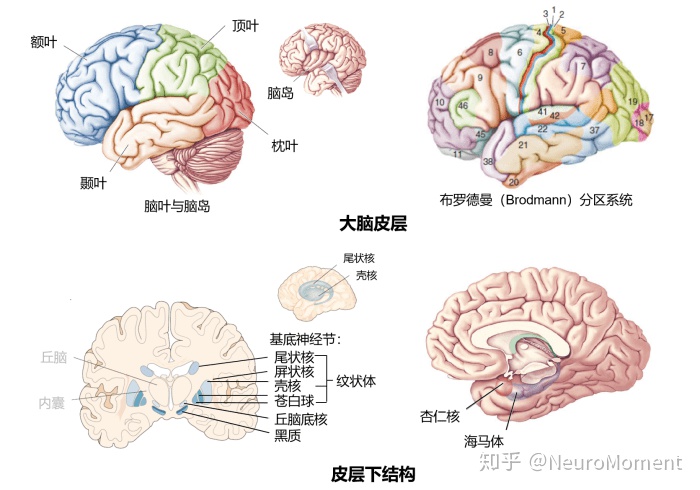 额叶
顶叶
脑岛
枕叶
颞叶
脑叶与脑岛
3 1 2
4 5
8 6 7
9
10 46
19
41 42
17
45 22 18
37
21
11 38
20
布罗德曼（Brodmann）分区系统
大脑皮层
尾状核
壳核
基底神经节：
丘脑
尾状核
屏状核
壳核 纹状体
内囊
苍白球
丘脑底核
黑质
杏仁核
海马体
皮层下结构
知乎 @NeuroMoment